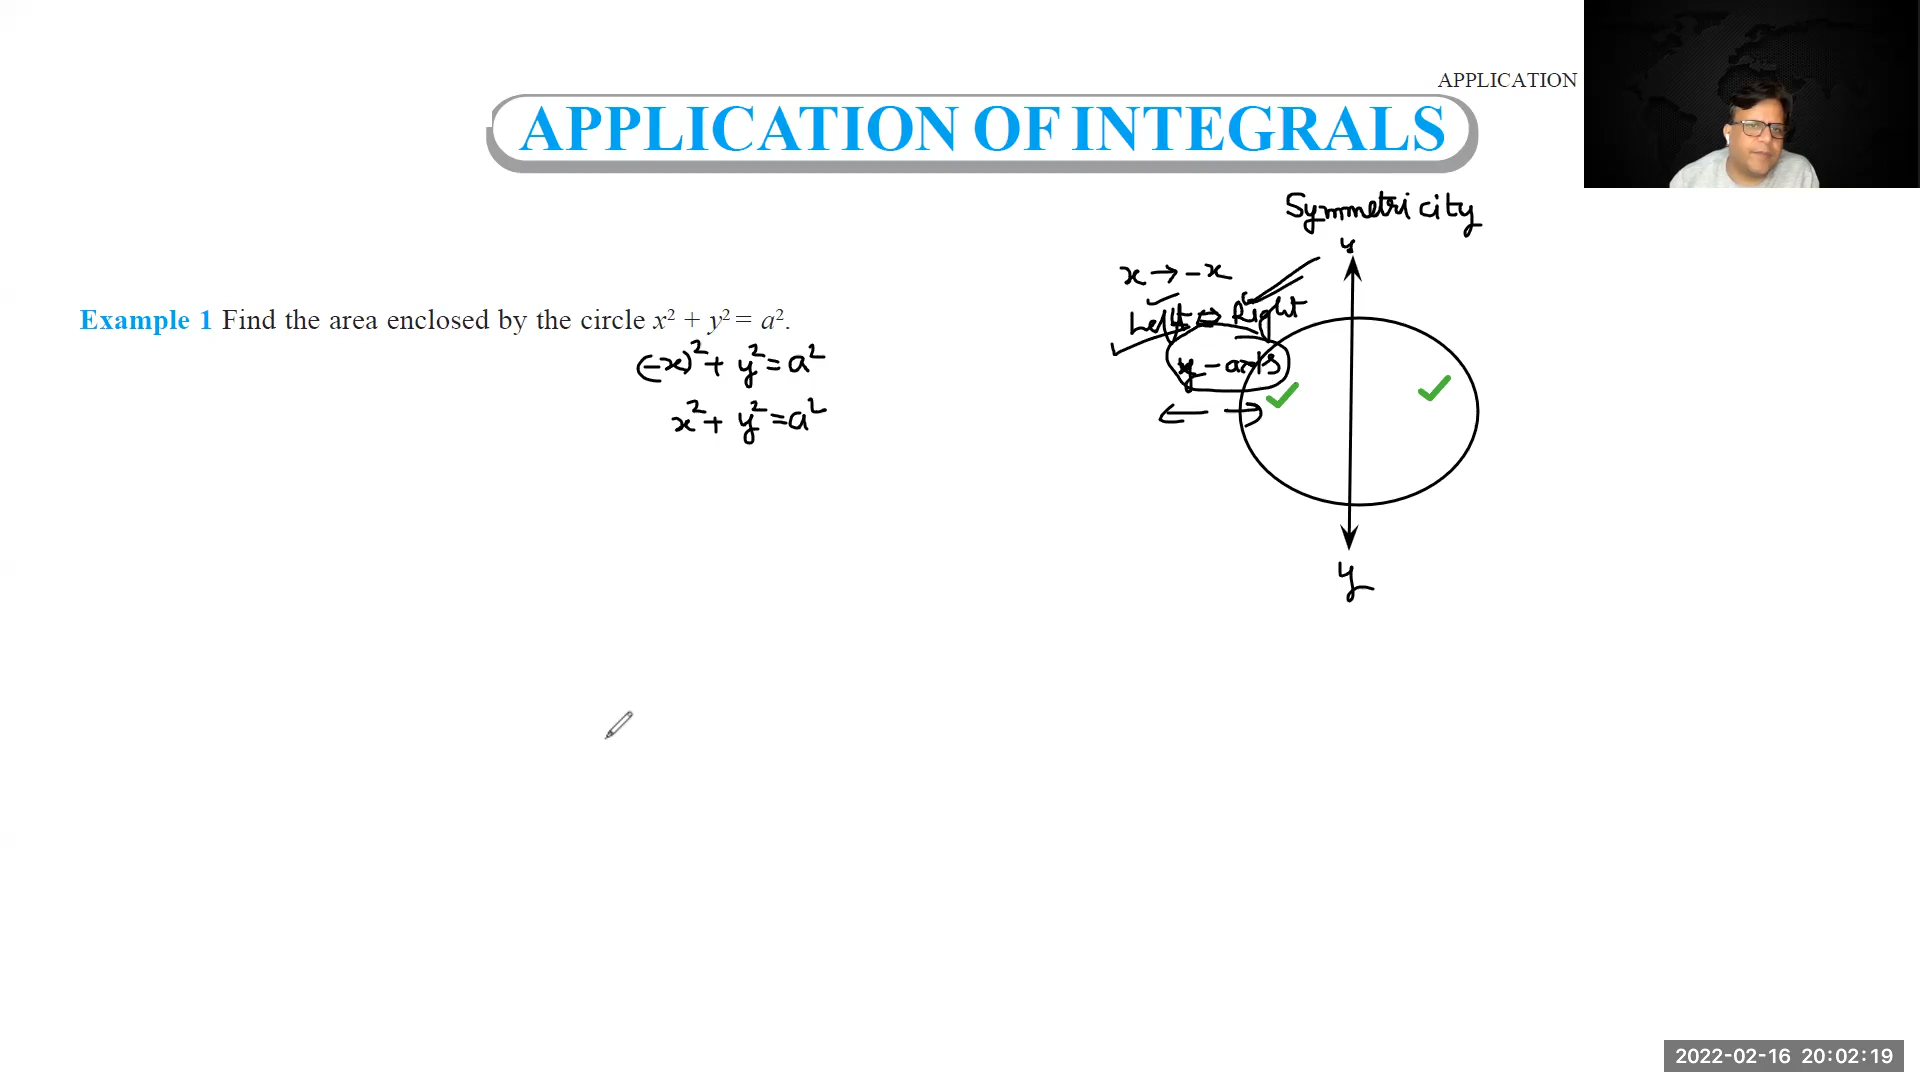 APPLICATION
APPLICATION OF INTEGRALS
Symmetricity
y
x → -x
Left ⇔ Right
y - axis
Example 1 Find the area enclosed by the circle x² + y² = a².
(-x)² + y² = a²
x² + y² = a²
y
2022-02-16 20:02:19